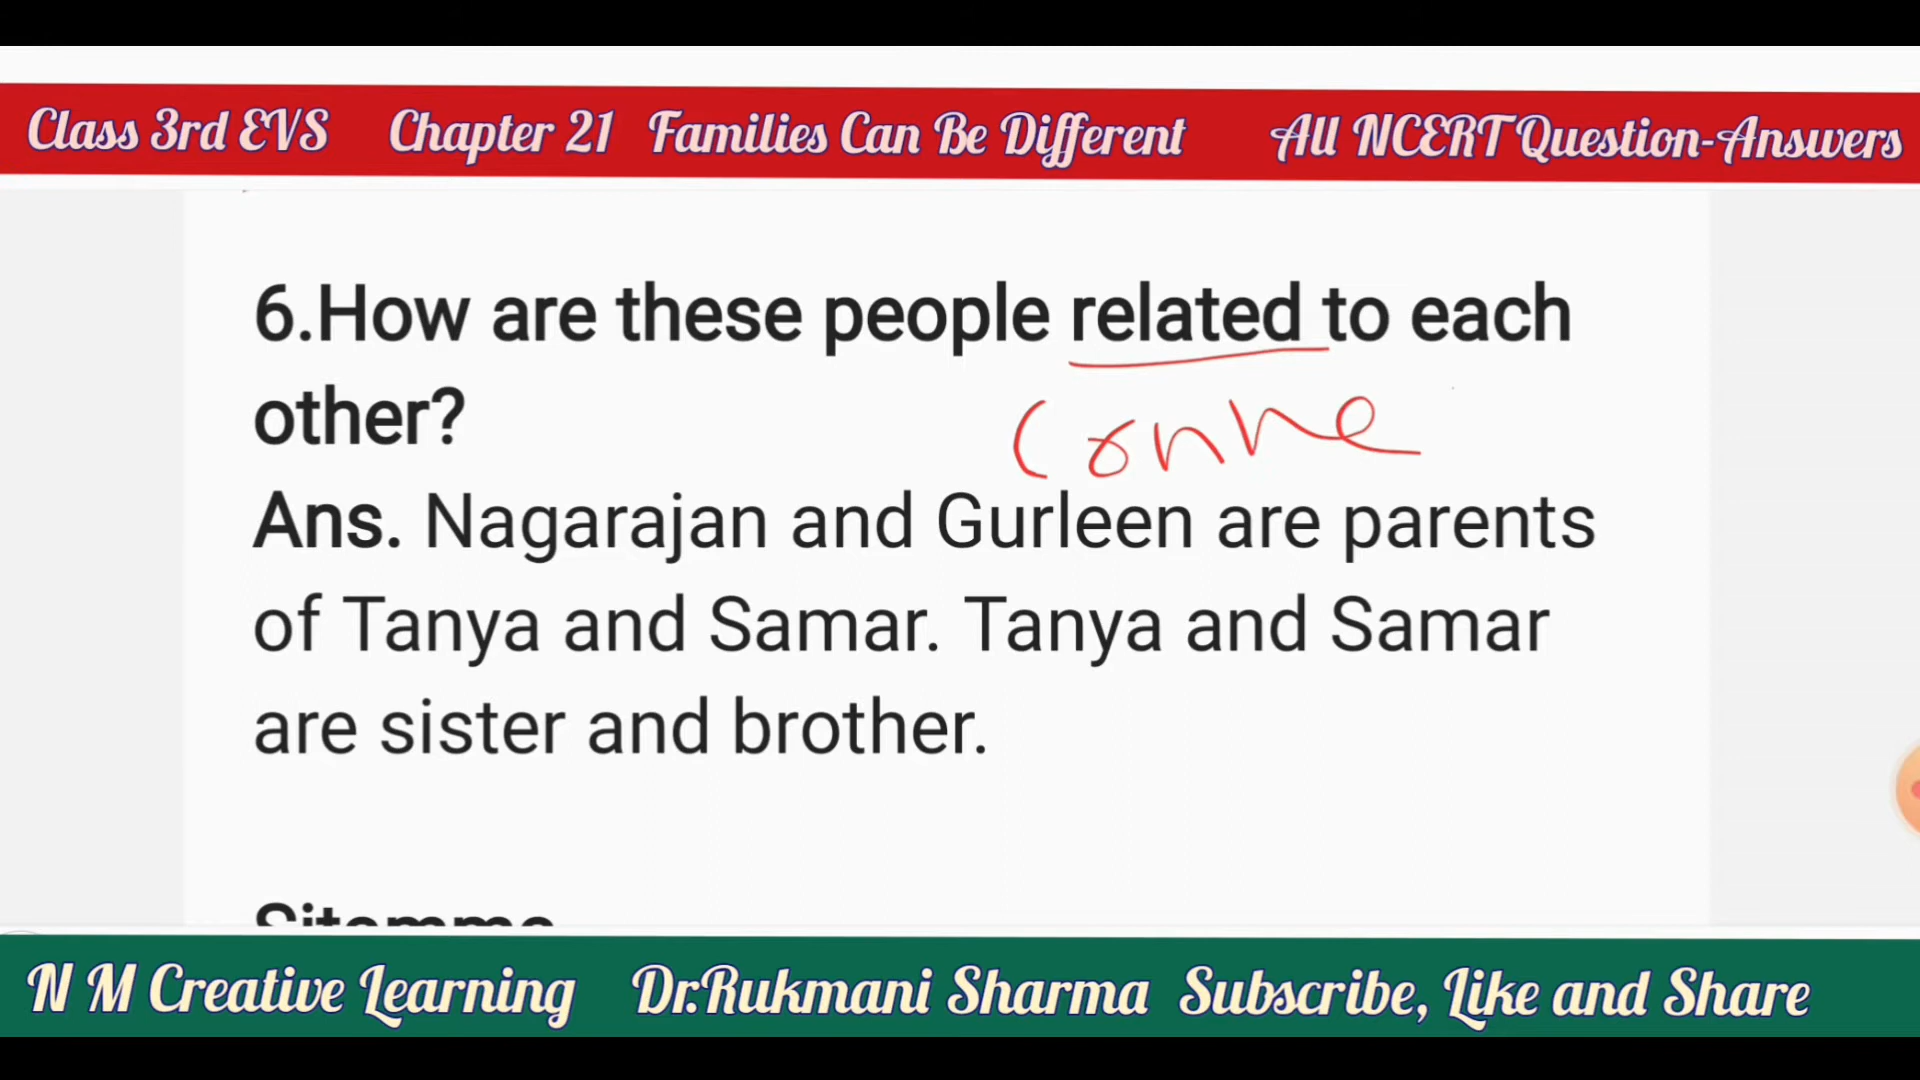 Class 3rd EVS Chapter 21 Families Can Be Different All NCERT Question-Answers
6.How are these people related to each
other?
Conne
Ans. Nagarajan and Gurleen are parents
of Tanya and Samar. Tanya and Samar
are sister and brother.
Sitamma
N M Creative Learning Dr.Rukmani Sharma Subscribe, Like and Share